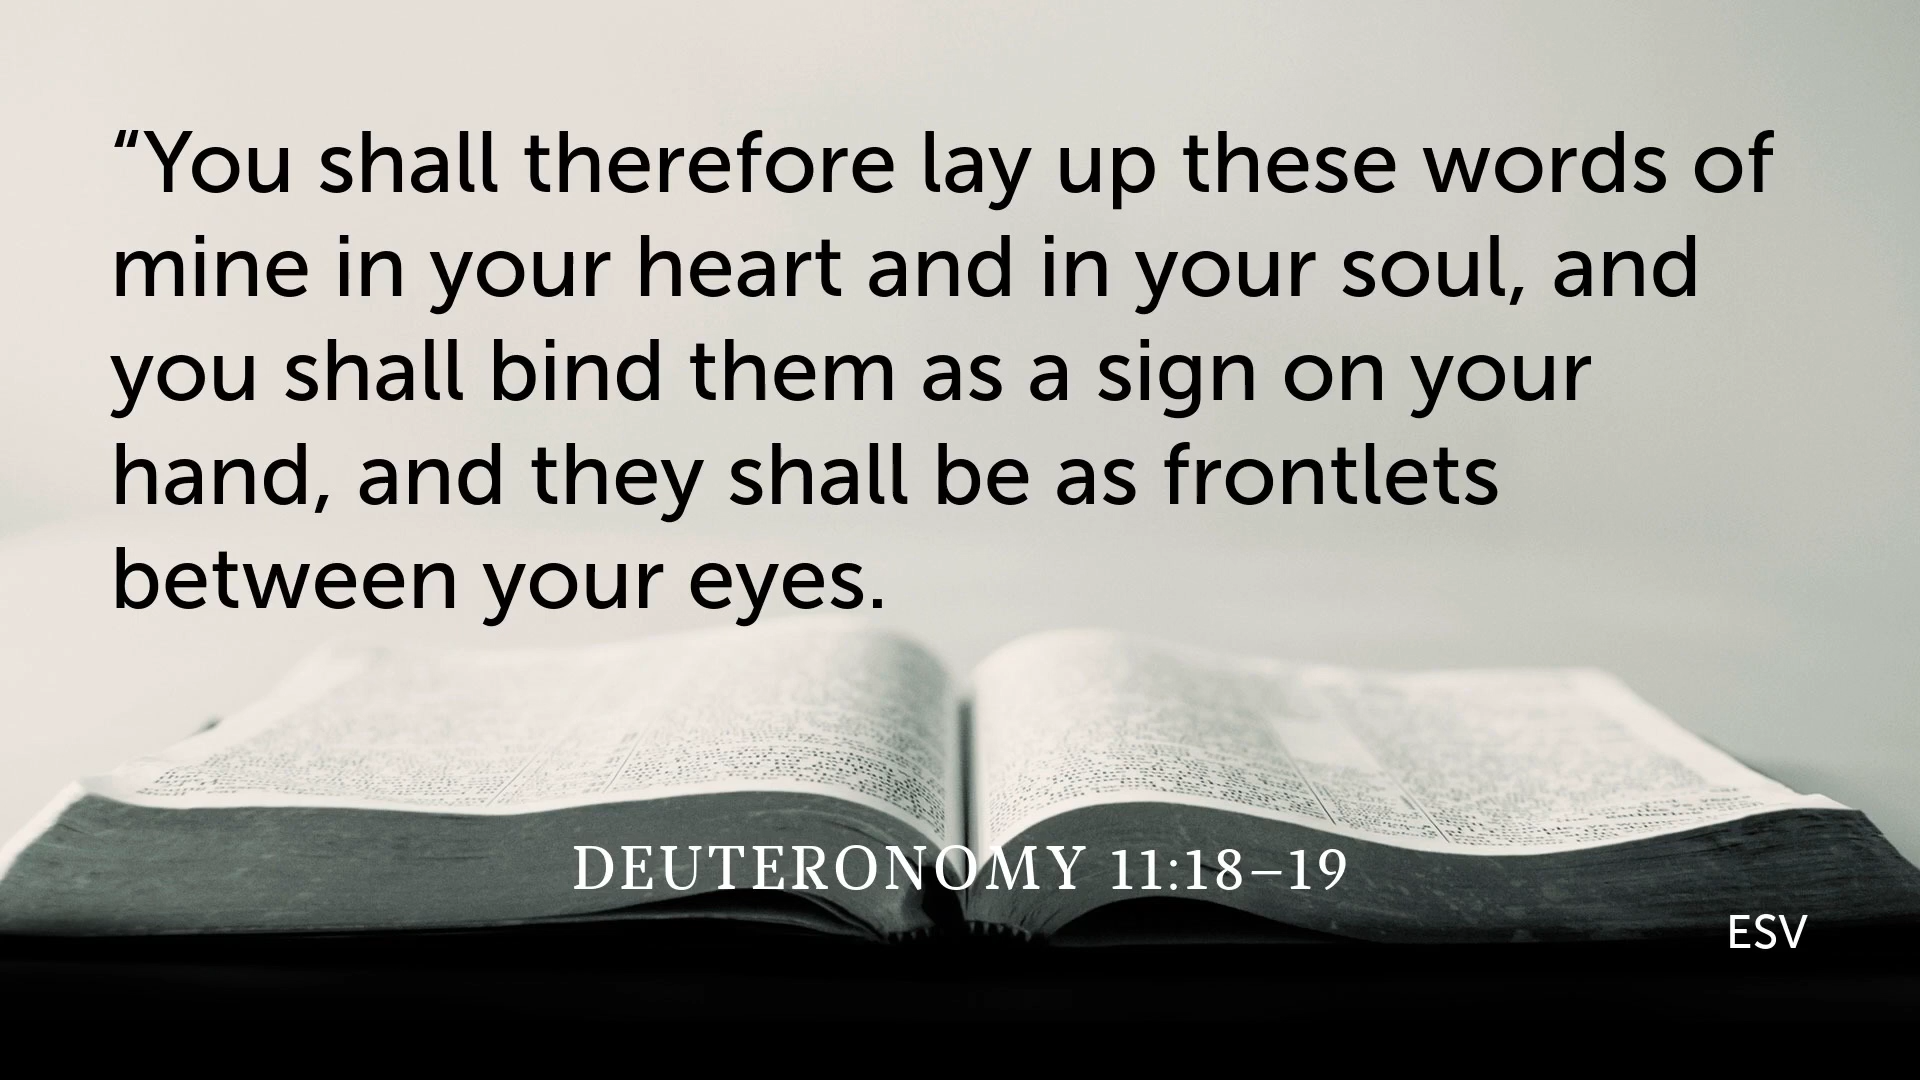 “You shall therefore lay up these words of
mine in your heart and in your soul, and
you shall bind them as a sign on your
hand, and they shall be as frontlets
between your eyes.
DEUTERONOMY 11:18–19
ESV